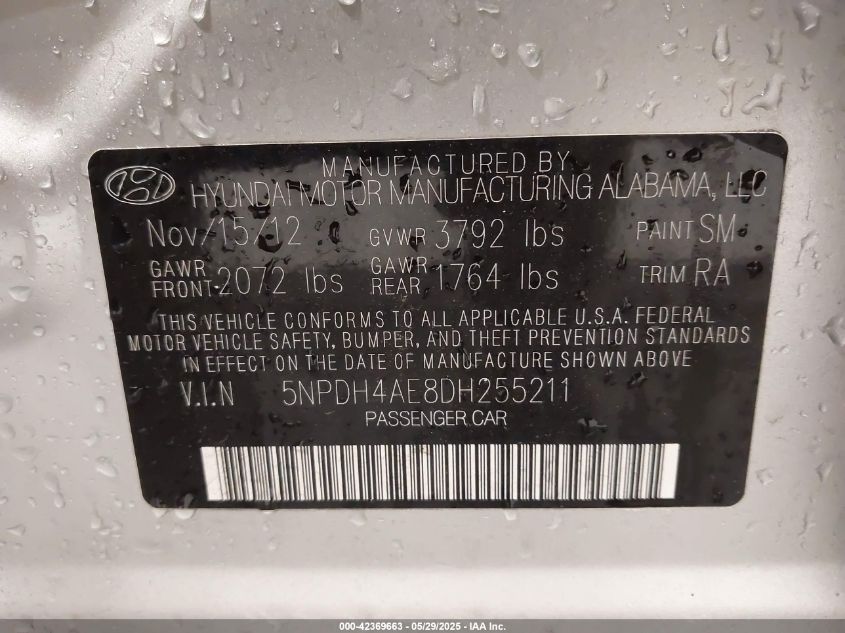 MANUFACTURED BY
HYUNDAI MOTOR MANUFACTURING ALABAMA, LLC
Nov/15/12 GVWR 3792 lbs PAINT SM
GAWR FRONT 2072 lbs GAWR REAR 1764 lbs TRIM RA
THIS VEHICLE CONFORMS TO ALL APPLICABLE U.S.A. FEDERAL
MOTOR VEHICLE SAFETY, BUMPER, AND THEFT PREVENTION STANDARDS
IN EFFECT ON THE DATE OF MANUFACTURE SHOWN ABOVE.
V.I.N 5NPDH4AE8DH255211
PASSENGER CAR
000-42369663 — 05/29/2025 — IAA Inc.